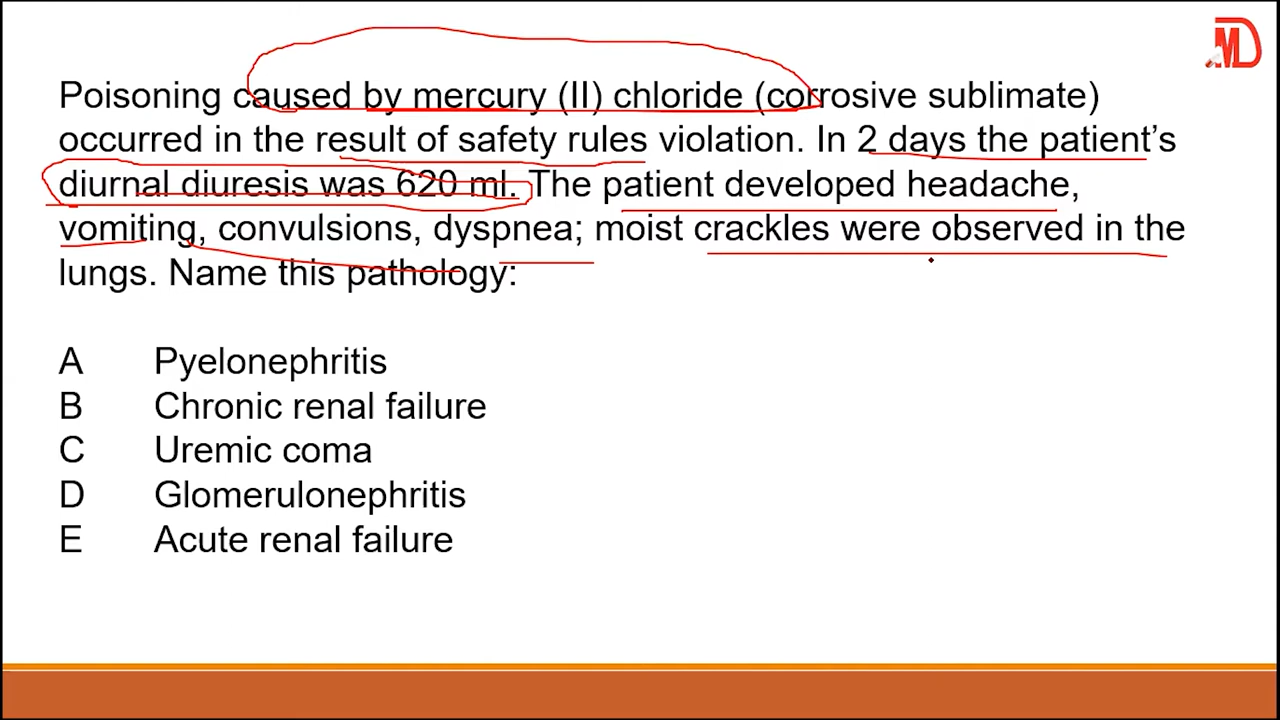 MD
Poisoning caused by mercury (II) chloride (corrosive sublimate)
occurred in the result of safety rules violation. In 2 days the patient’s
diurnal diuresis was 620 ml. The patient developed headache,
vomiting, convulsions, dyspnea; moist crackles were observed in the
lungs. Name this pathology:
A Pyelonephritis
B Chronic renal failure
C Uremic coma
D Glomerulonephritis
E Acute renal failure